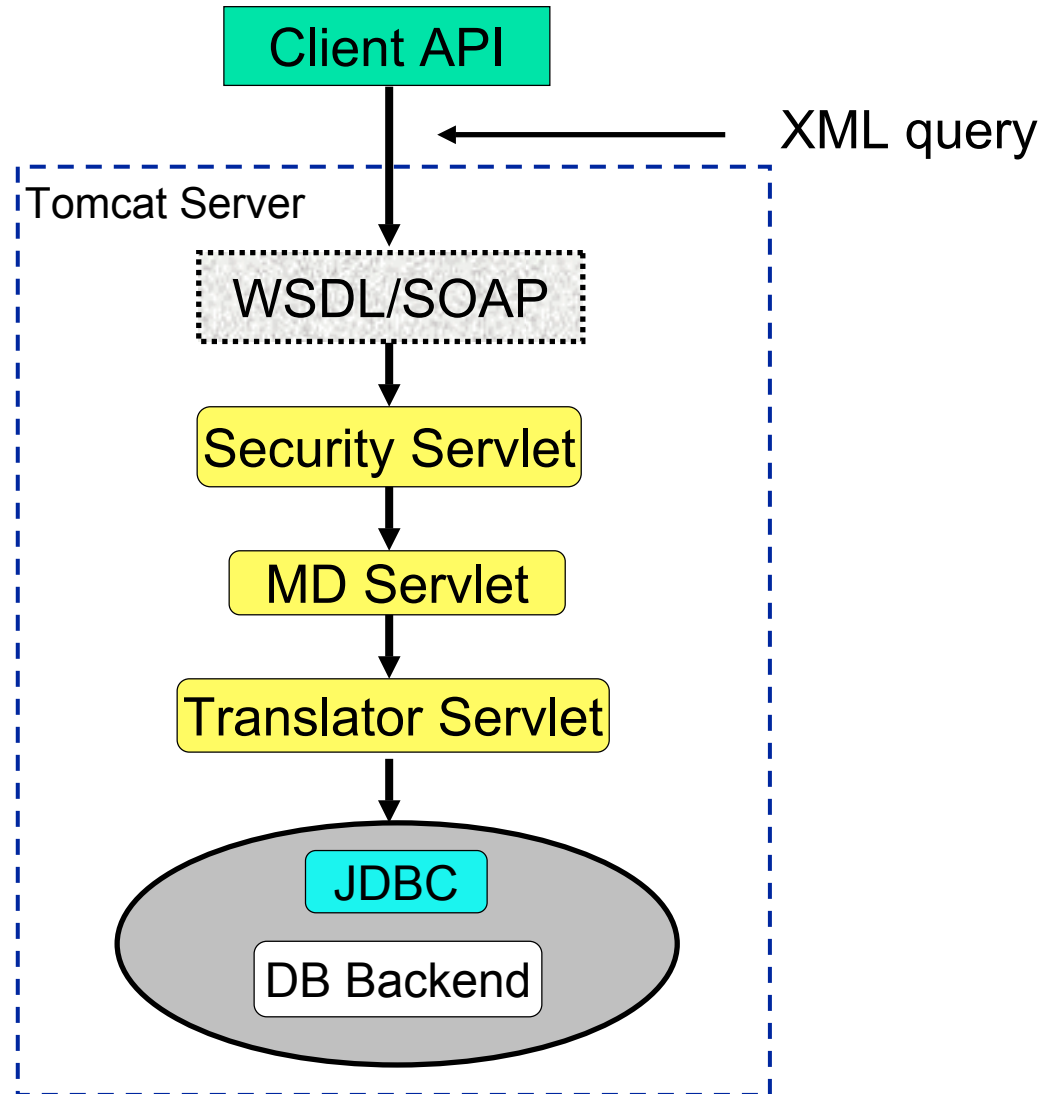 Client API
XML query
Tomcat Server
WSDL/SOAP
Security Servlet
MD Servlet
Translator Servlet
JDBC
DB Backend